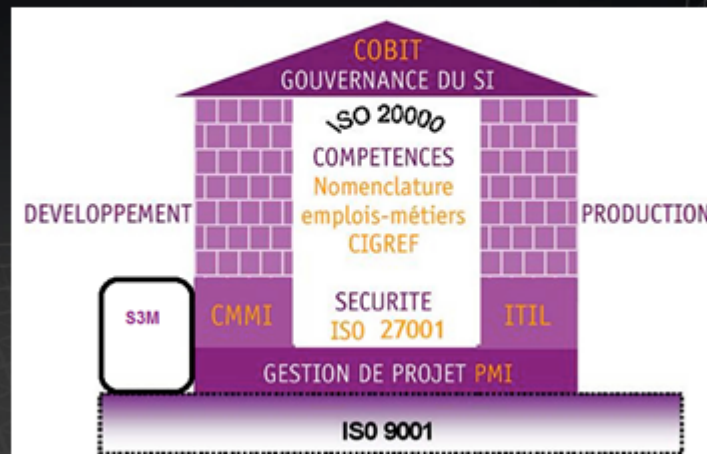 COBIT
GOUVERNANCE DU SI
ISO 20000
COMPETENCES
Nomenclature
emplois-métiers
CIGREF
DEVELOPPEMENT
PRODUCTION
S3M
CMMI
SECURITE
ISO 27001
ITIL
GESTION DE PROJET PMI
ISO 9001